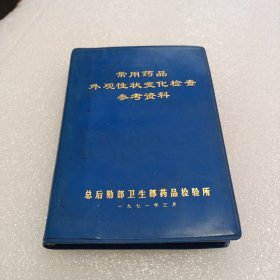 常用药品
外观性状变化检查
参考资料
总后勤部卫生部药品检验所
一九七一年三月